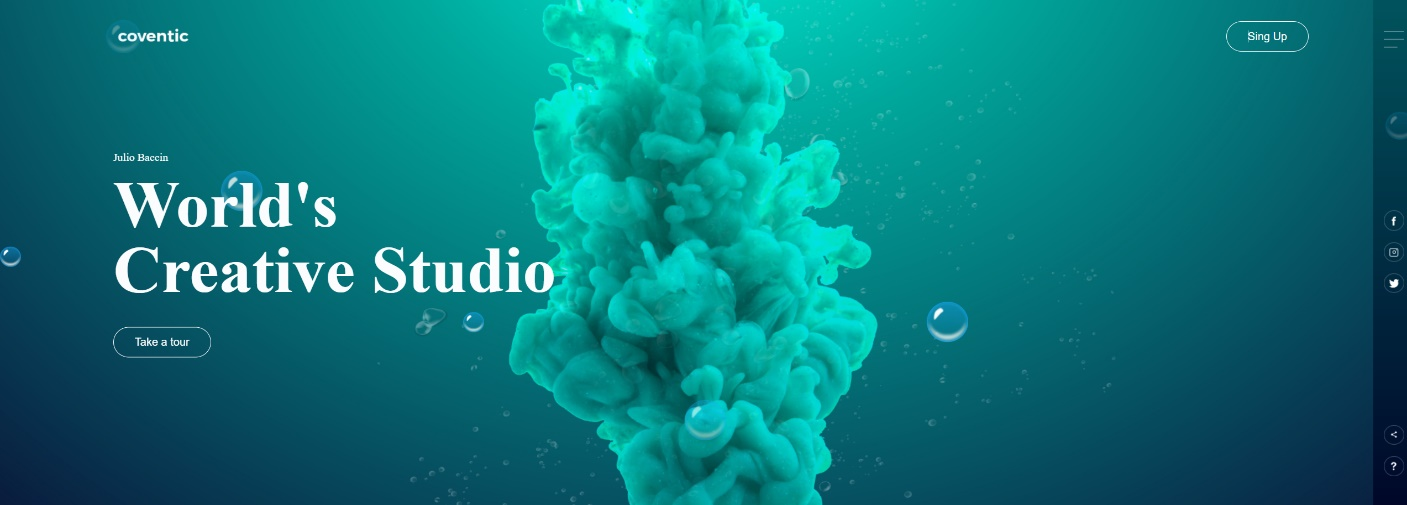 coventic
Sing Up
Julio Baccin
World's
Creative Studio
Take a tour
?